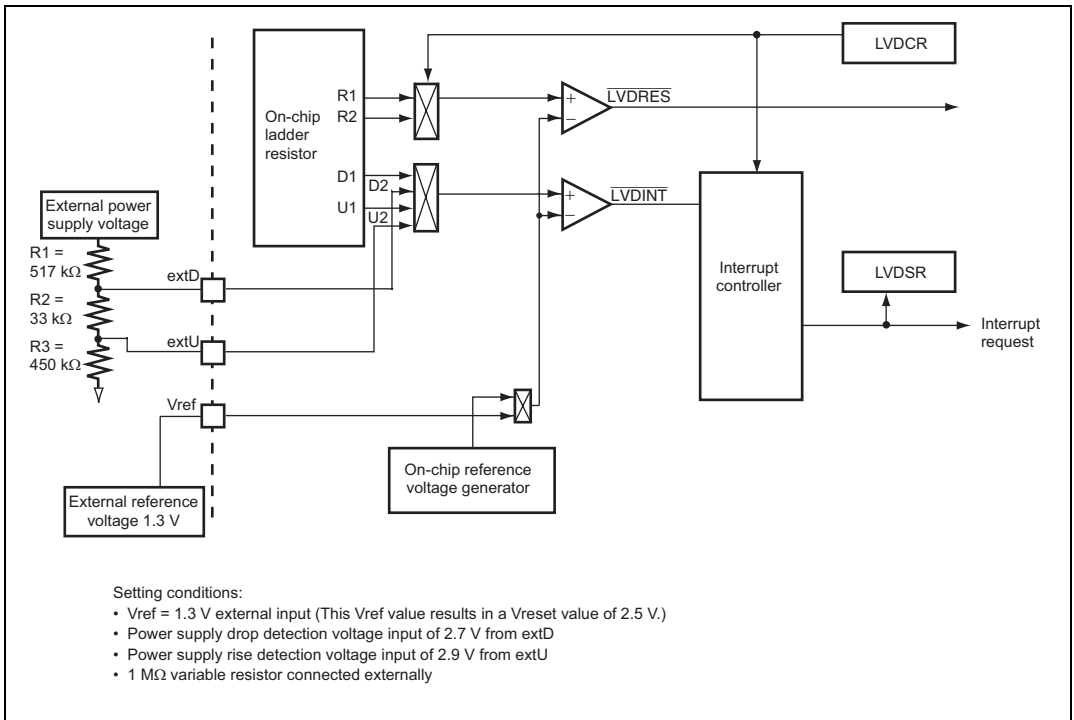 LVDCR
On-chip
ladder
resistor
R1
R2
D1
D2
U1
U2
+
−
LVDRES
+
−
LVDINT
External power
supply voltage
R1 =
517 kΩ
R2 =
33 kΩ
R3 =
450 kΩ
extD
extU
Vref
Interrupt
controller
LVDSR
Interrupt
request
On-chip reference
voltage generator
External reference
voltage 1.3 V
Setting conditions:
• Vref = 1.3 V external input (This Vref value results in a Vreset value of 2.5 V.)
• Power supply drop detection voltage input of 2.7 V from extD
• Power supply rise detection voltage input of 2.9 V from extU
• 1 MΩ variable resistor connected externally